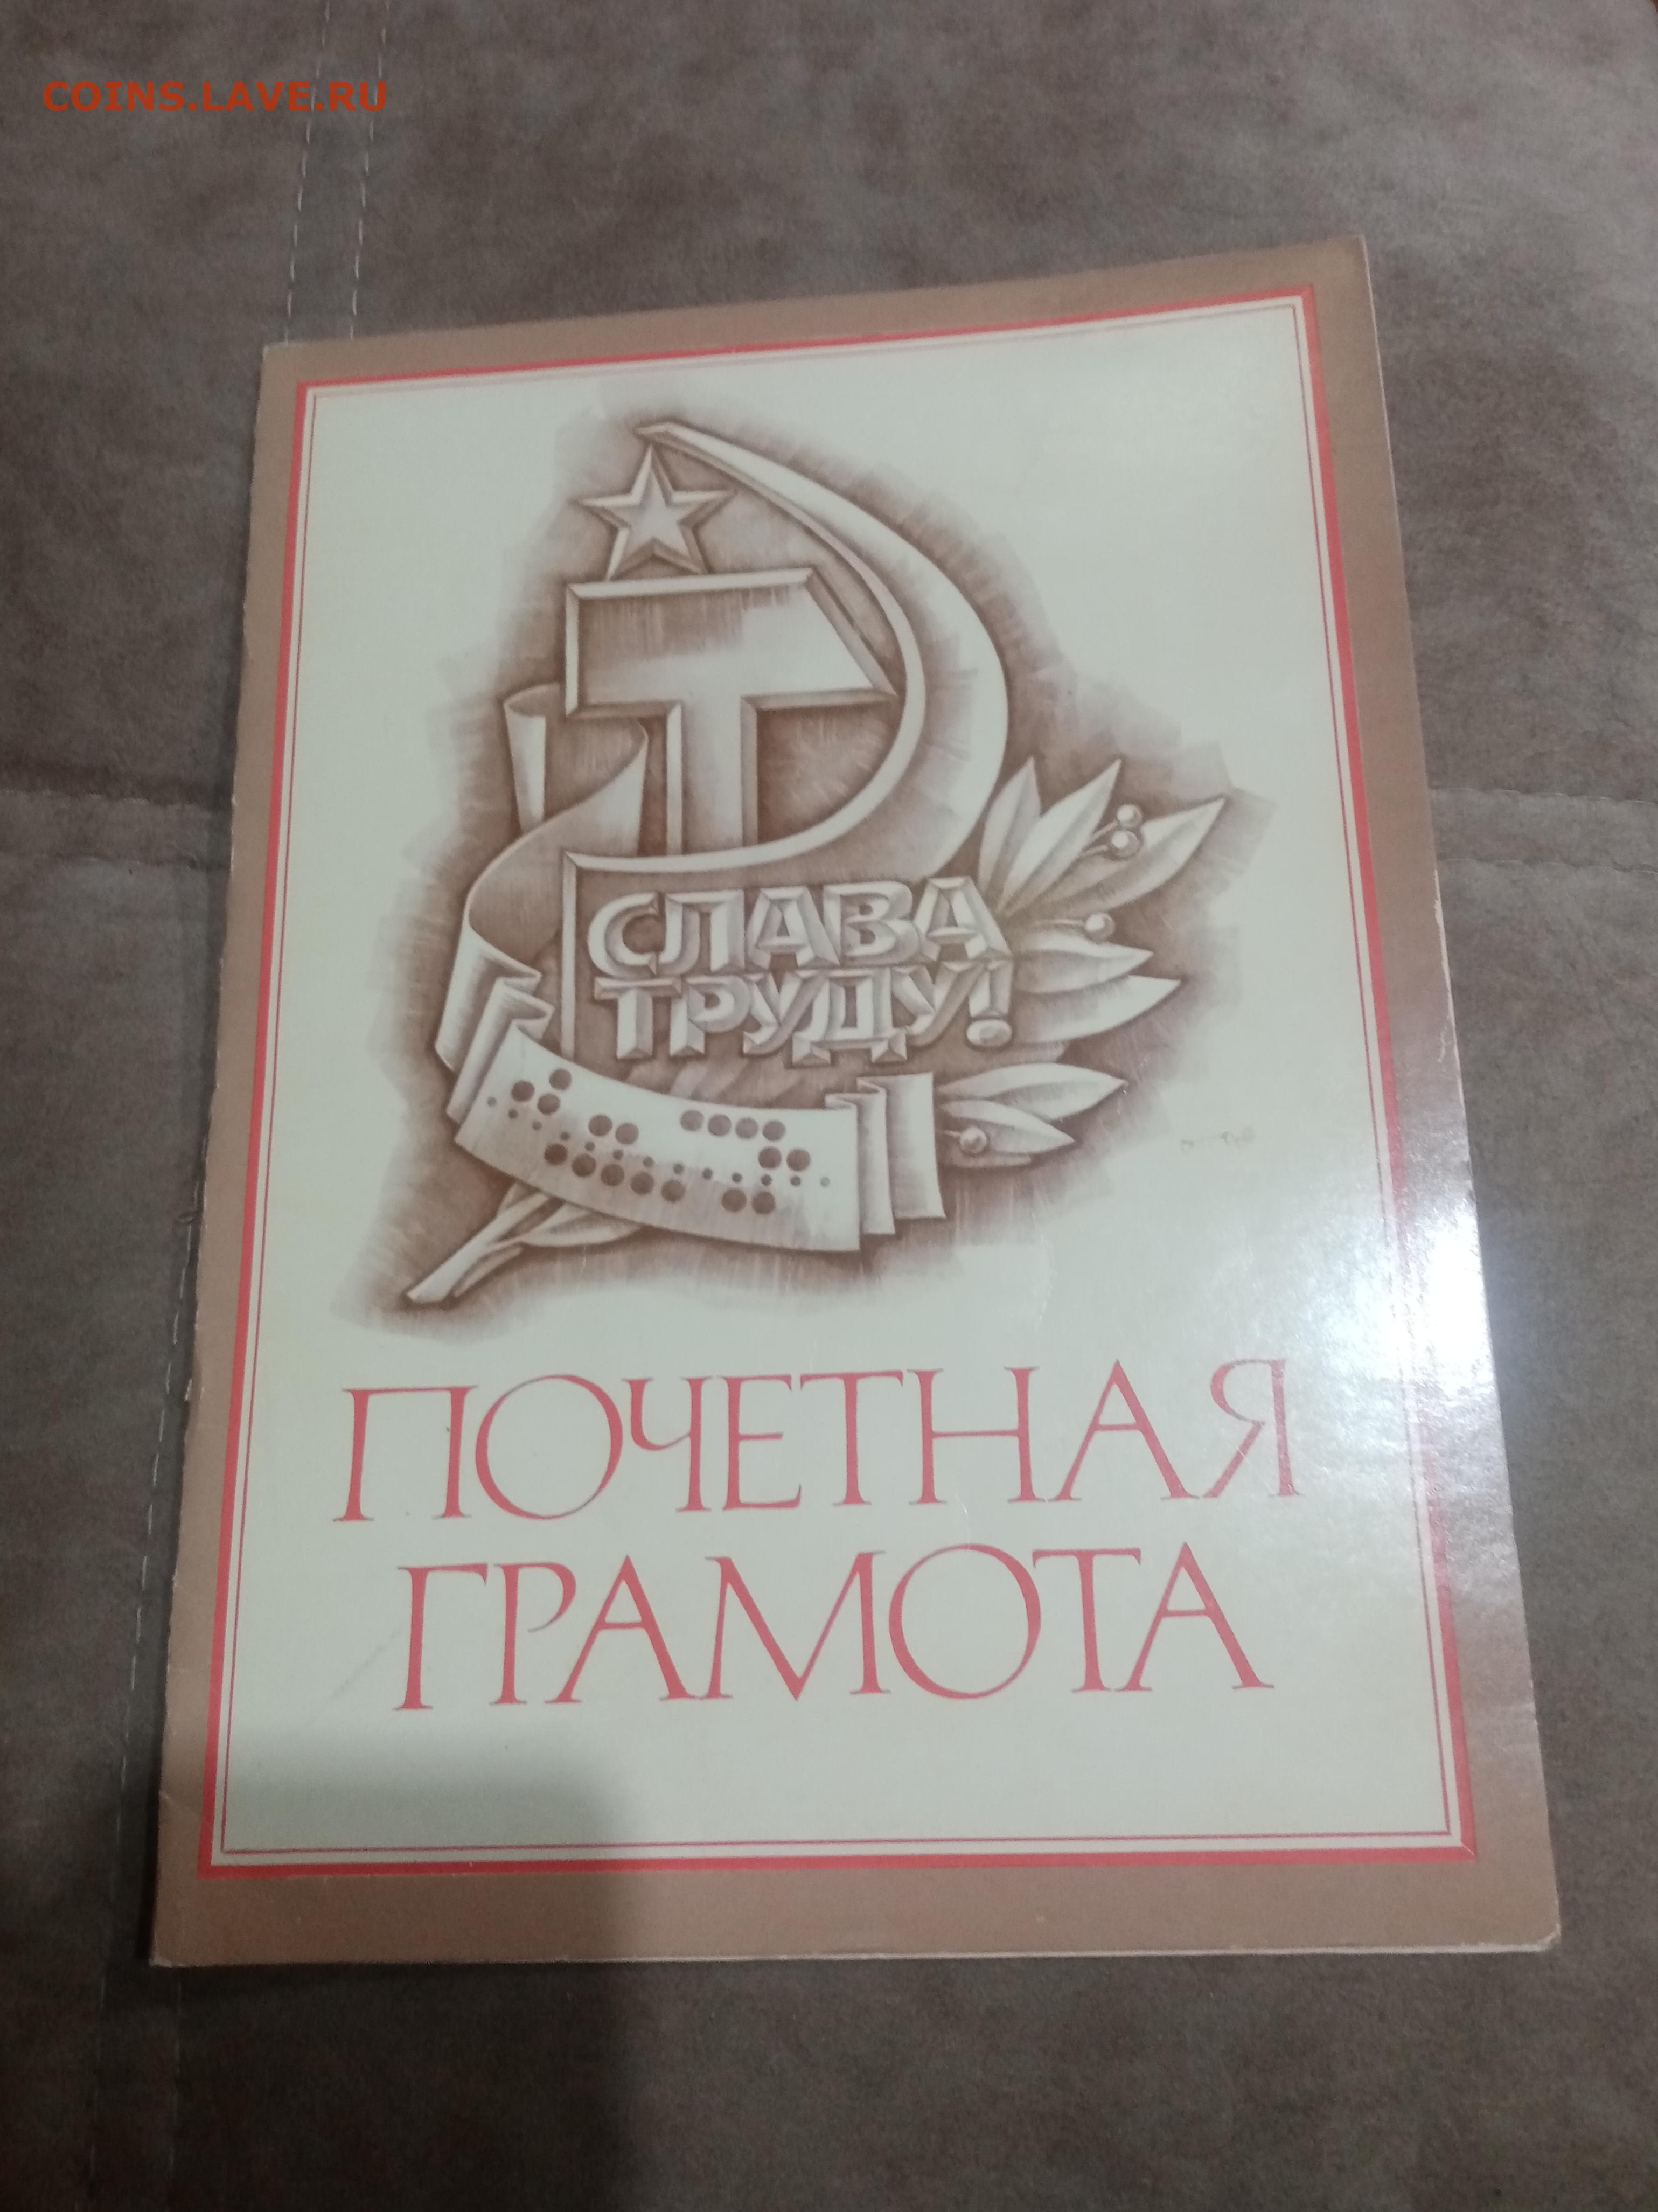 COINS.LAVE.RU
СЛАВА
ТРУДУ!
ПОЧЕТНАЯ
ГРАМОТА